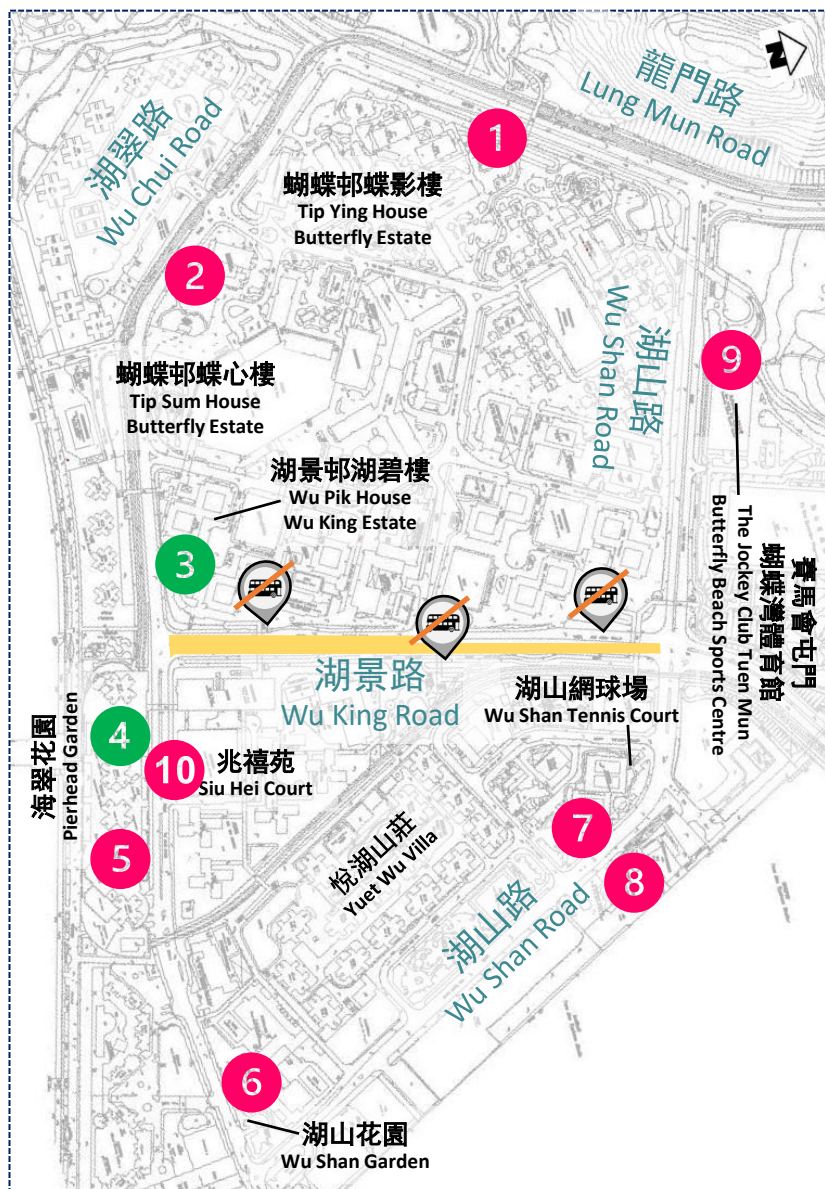 N
龍門路
Lung Mun Road
1
湖翠路
Wu Chui Road
蝴蝶邨蝶影樓
Tip Ying House
Butterfly Estate
2
湖山路
Wu Shan Road
9
蝴蝶邨蝶心樓
Tip Sum House
Butterfly Estate
湖景邨湖碧樓
Wu Pik House
Wu King Estate
3
賽馬會屯門
蝴蝶灣體育館
The Jockey Club Tuen Mun
Butterfly Beach Sports Centre
湖景路
Wu King Road
湖山網球場
Wu Shan Tennis Court
4
海翠花園
Pierhead Garden
10
兆禧苑
Siu Hei Court
5
7
悅湖山莊
Yuet Wu Villa
8
湖山路
Wu Shan Road
6
湖山花園
Wu Shan Garden